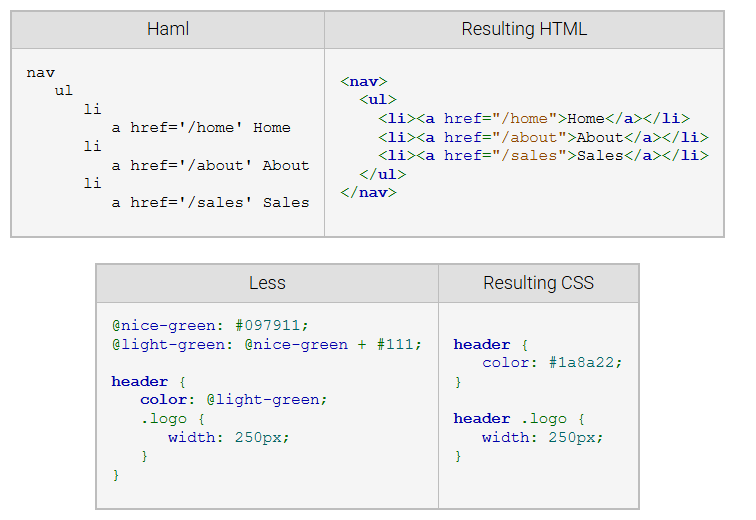 Haml
Resulting HTML
nav
ul
li
a href='/home' Home
li
a href='/about' About
li
a href='/sales' Sales
<nav>
<ul>
<li><a href="/home">Home</a></li>
<li><a href="/about">About</a></li>
<li><a href="/sales">Sales</a></li>
</ul>
</nav>
Less
Resulting CSS
@nice-green: #097911;
@light-green: @nice-green + #111;
header {
color: @light-green;
.logo {
width: 250px;
}
}
header {
color: #1a8a22;
}
header .logo {
width: 250px;
}